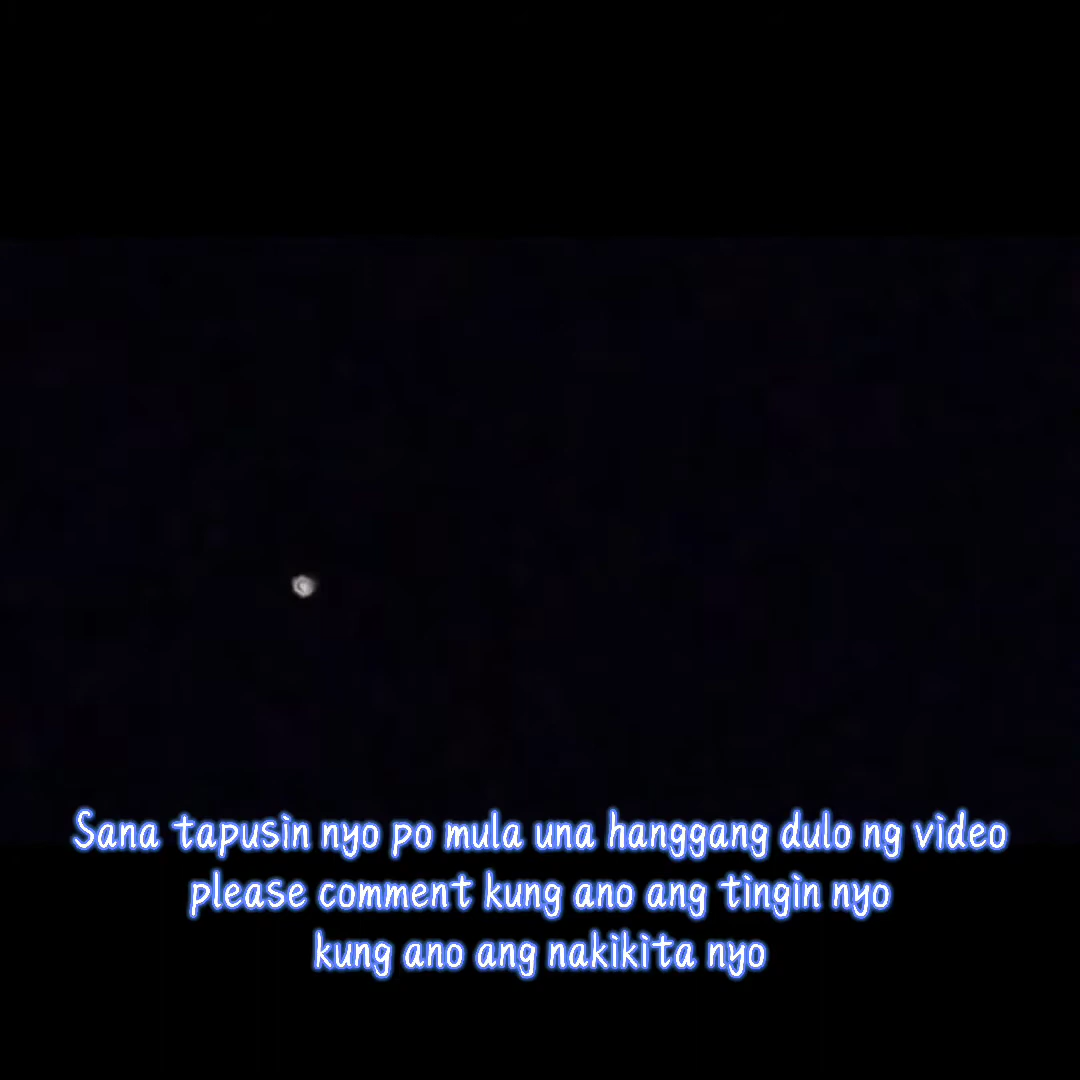 Sana tapusin nyo po mula una hanggang dulo ng video
please comment kung ano ang tingin nyo
kung ano ang nakikita nyo